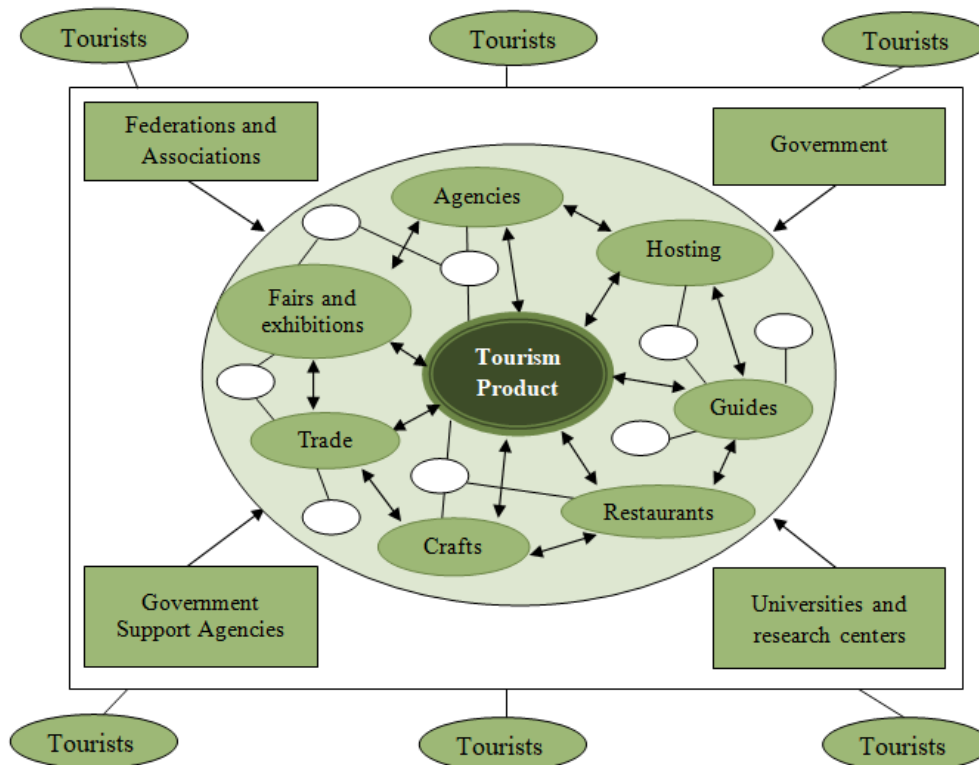 Tourists
Tourists
Tourists
Federations and
Associations
Government
Agencies
Hosting
Fairs and
exhibitions
Tourism
Product
Guides
Trade
Restaurants
Crafts
Government
Support Agencies
Universities and
research centers
Tourists
Tourists
Tourists